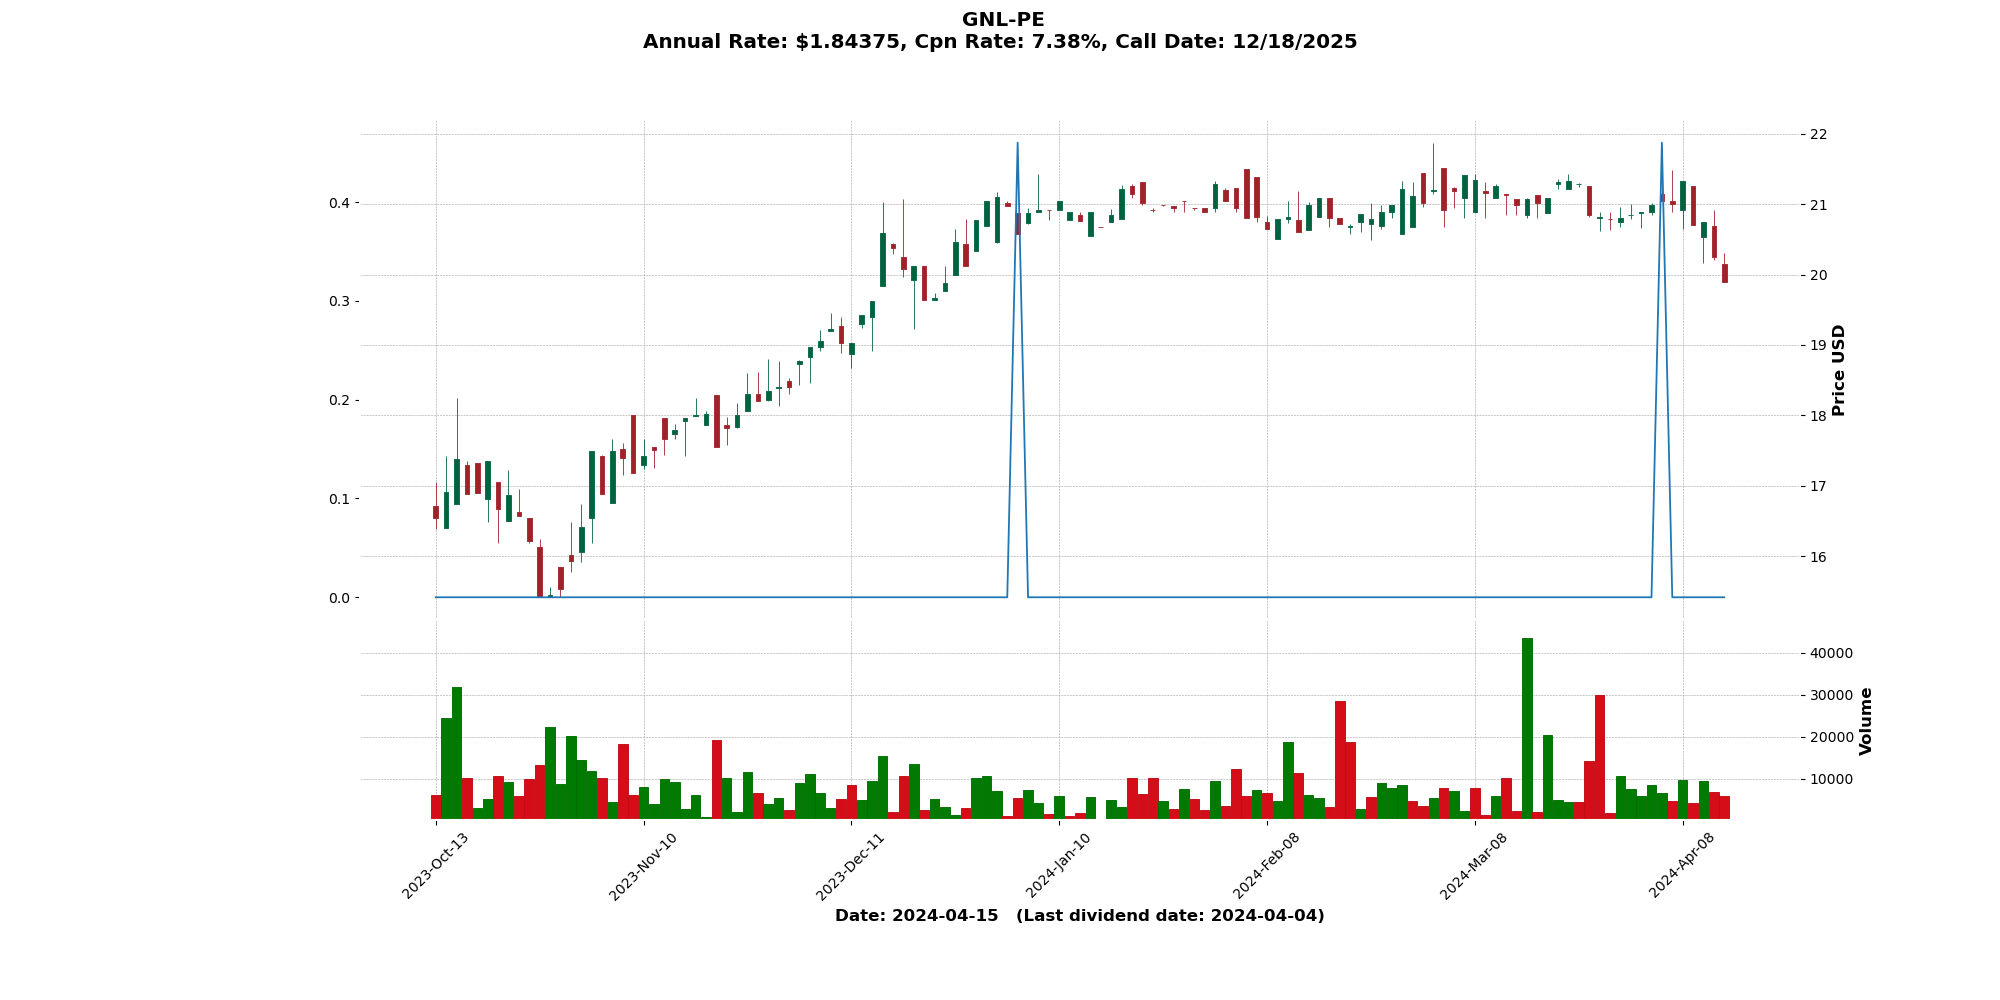 GNL-PE
Annual Rate: $1.84375, Cpn Rate: 7.38%, Call Date: 12/18/2025
0.4
0.3
0.2
0.1
0.0
22
21
20
19
18
17
16
Price USD
40000
30000
20000
10000
Volume
2023-Oct-13
2023-Nov-10
2023-Dec-11
2024-Jan-10
2024-Feb-08
2024-Mar-08
2024-Apr-08
Date: 2024-04-15 (Last dividend date: 2024-04-04)